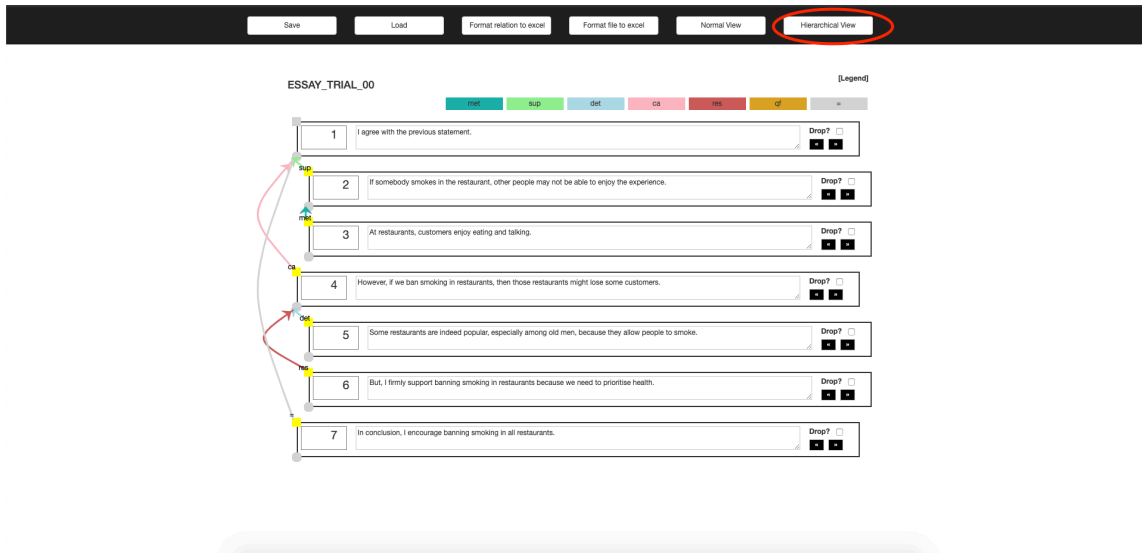 Save Load Format relation to excel Format file to excel Normal View Hierarchical View
[Legend]
ESSAY_TRIAL_00
met sup det ca res qf =
1 I agree with the previous statement. Drop?
« »
sup
2 If somebody smokes in the restaurant, other people may not be able to enjoy the experience. Drop?
« »
met
3 At restaurants, customers enjoy eating and talking. Drop?
« »
ca
4 However, if we ban smoking in restaurants, then those restaurants might lose some customers. Drop?
« »
det
5 Some restaurants are indeed popular, especially among old men, because they allow people to smoke. Drop?
« »
res
6 But, I firmly support banning smoking in restaurants because we need to prioritise health. Drop?
« »
=
7 In conclusion, I encourage banning smoking in all restaurants. Drop?
« »